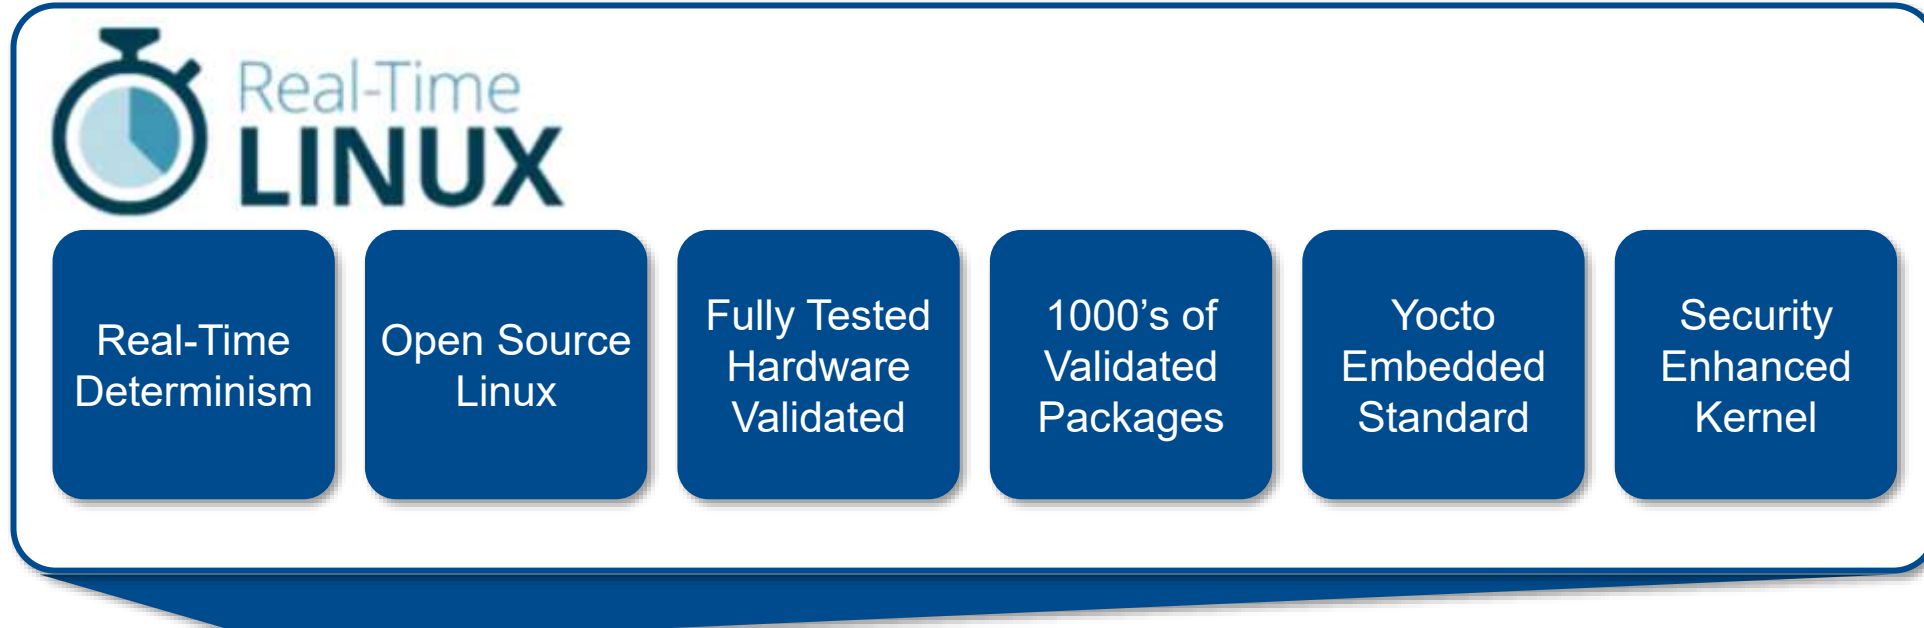 Real-Time
LINUX
Real-Time
Determinism
Open Source
Linux
Fully Tested
Hardware
Validated
1000’s of
Validated
Packages
Yocto
Embedded
Standard
Security
Enhanced
Kernel